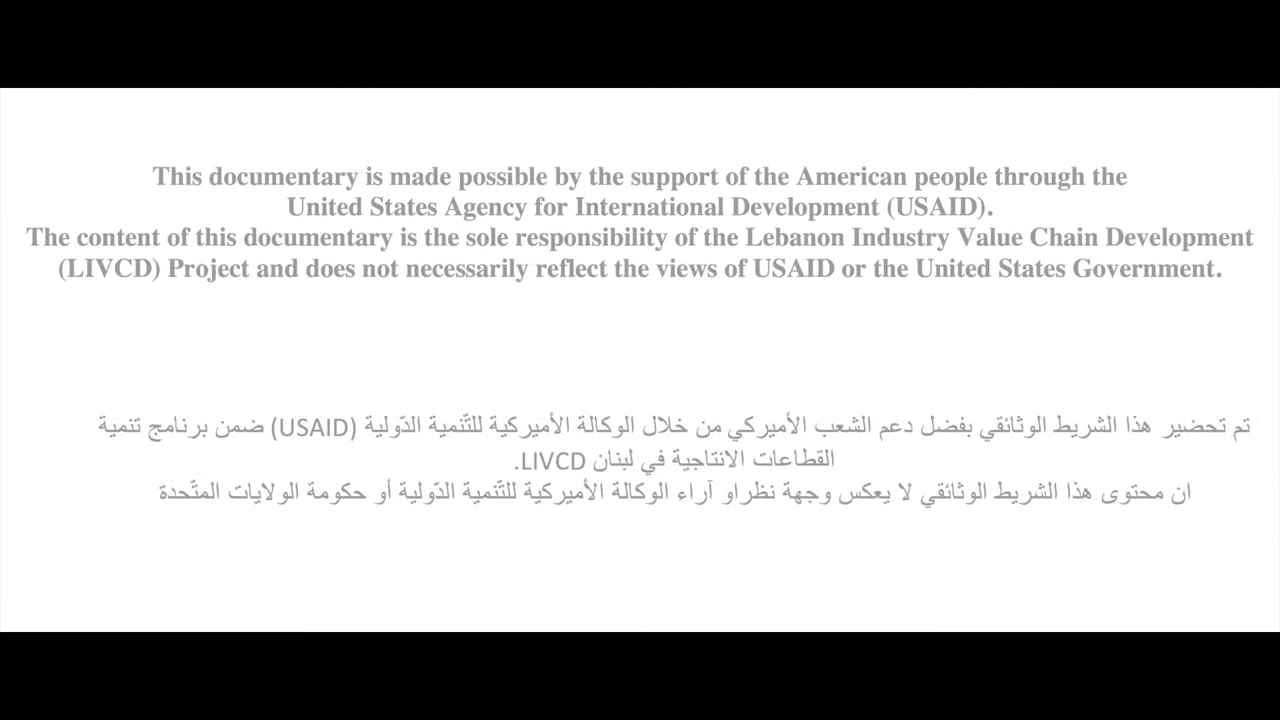 This documentary is made possible by the support of the American people through the
United States Agency for International Development (USAID).
The content of this documentary is the sole responsibility of the Lebanon Industry Value Chain Development
(LIVCD) Project and does not necessarily reflect the views of USAID or the United States Government.
تم تحضير هذا الشريط الوثائقي بفضل دعم الشعب الأميركي من خلال الوكالة الأميركية للتّنمية الدّولية (USAID) ضمن برنامج تنمية
القطاعات الانتاجية في لبنان LIVCD.
ان محتوى هذا الشريط الوثائقي لا يعكس وجهة نظراو آراء الوكالة الأميركية للتّنمية الدّولية أو حكومة الولايات المتّحدة